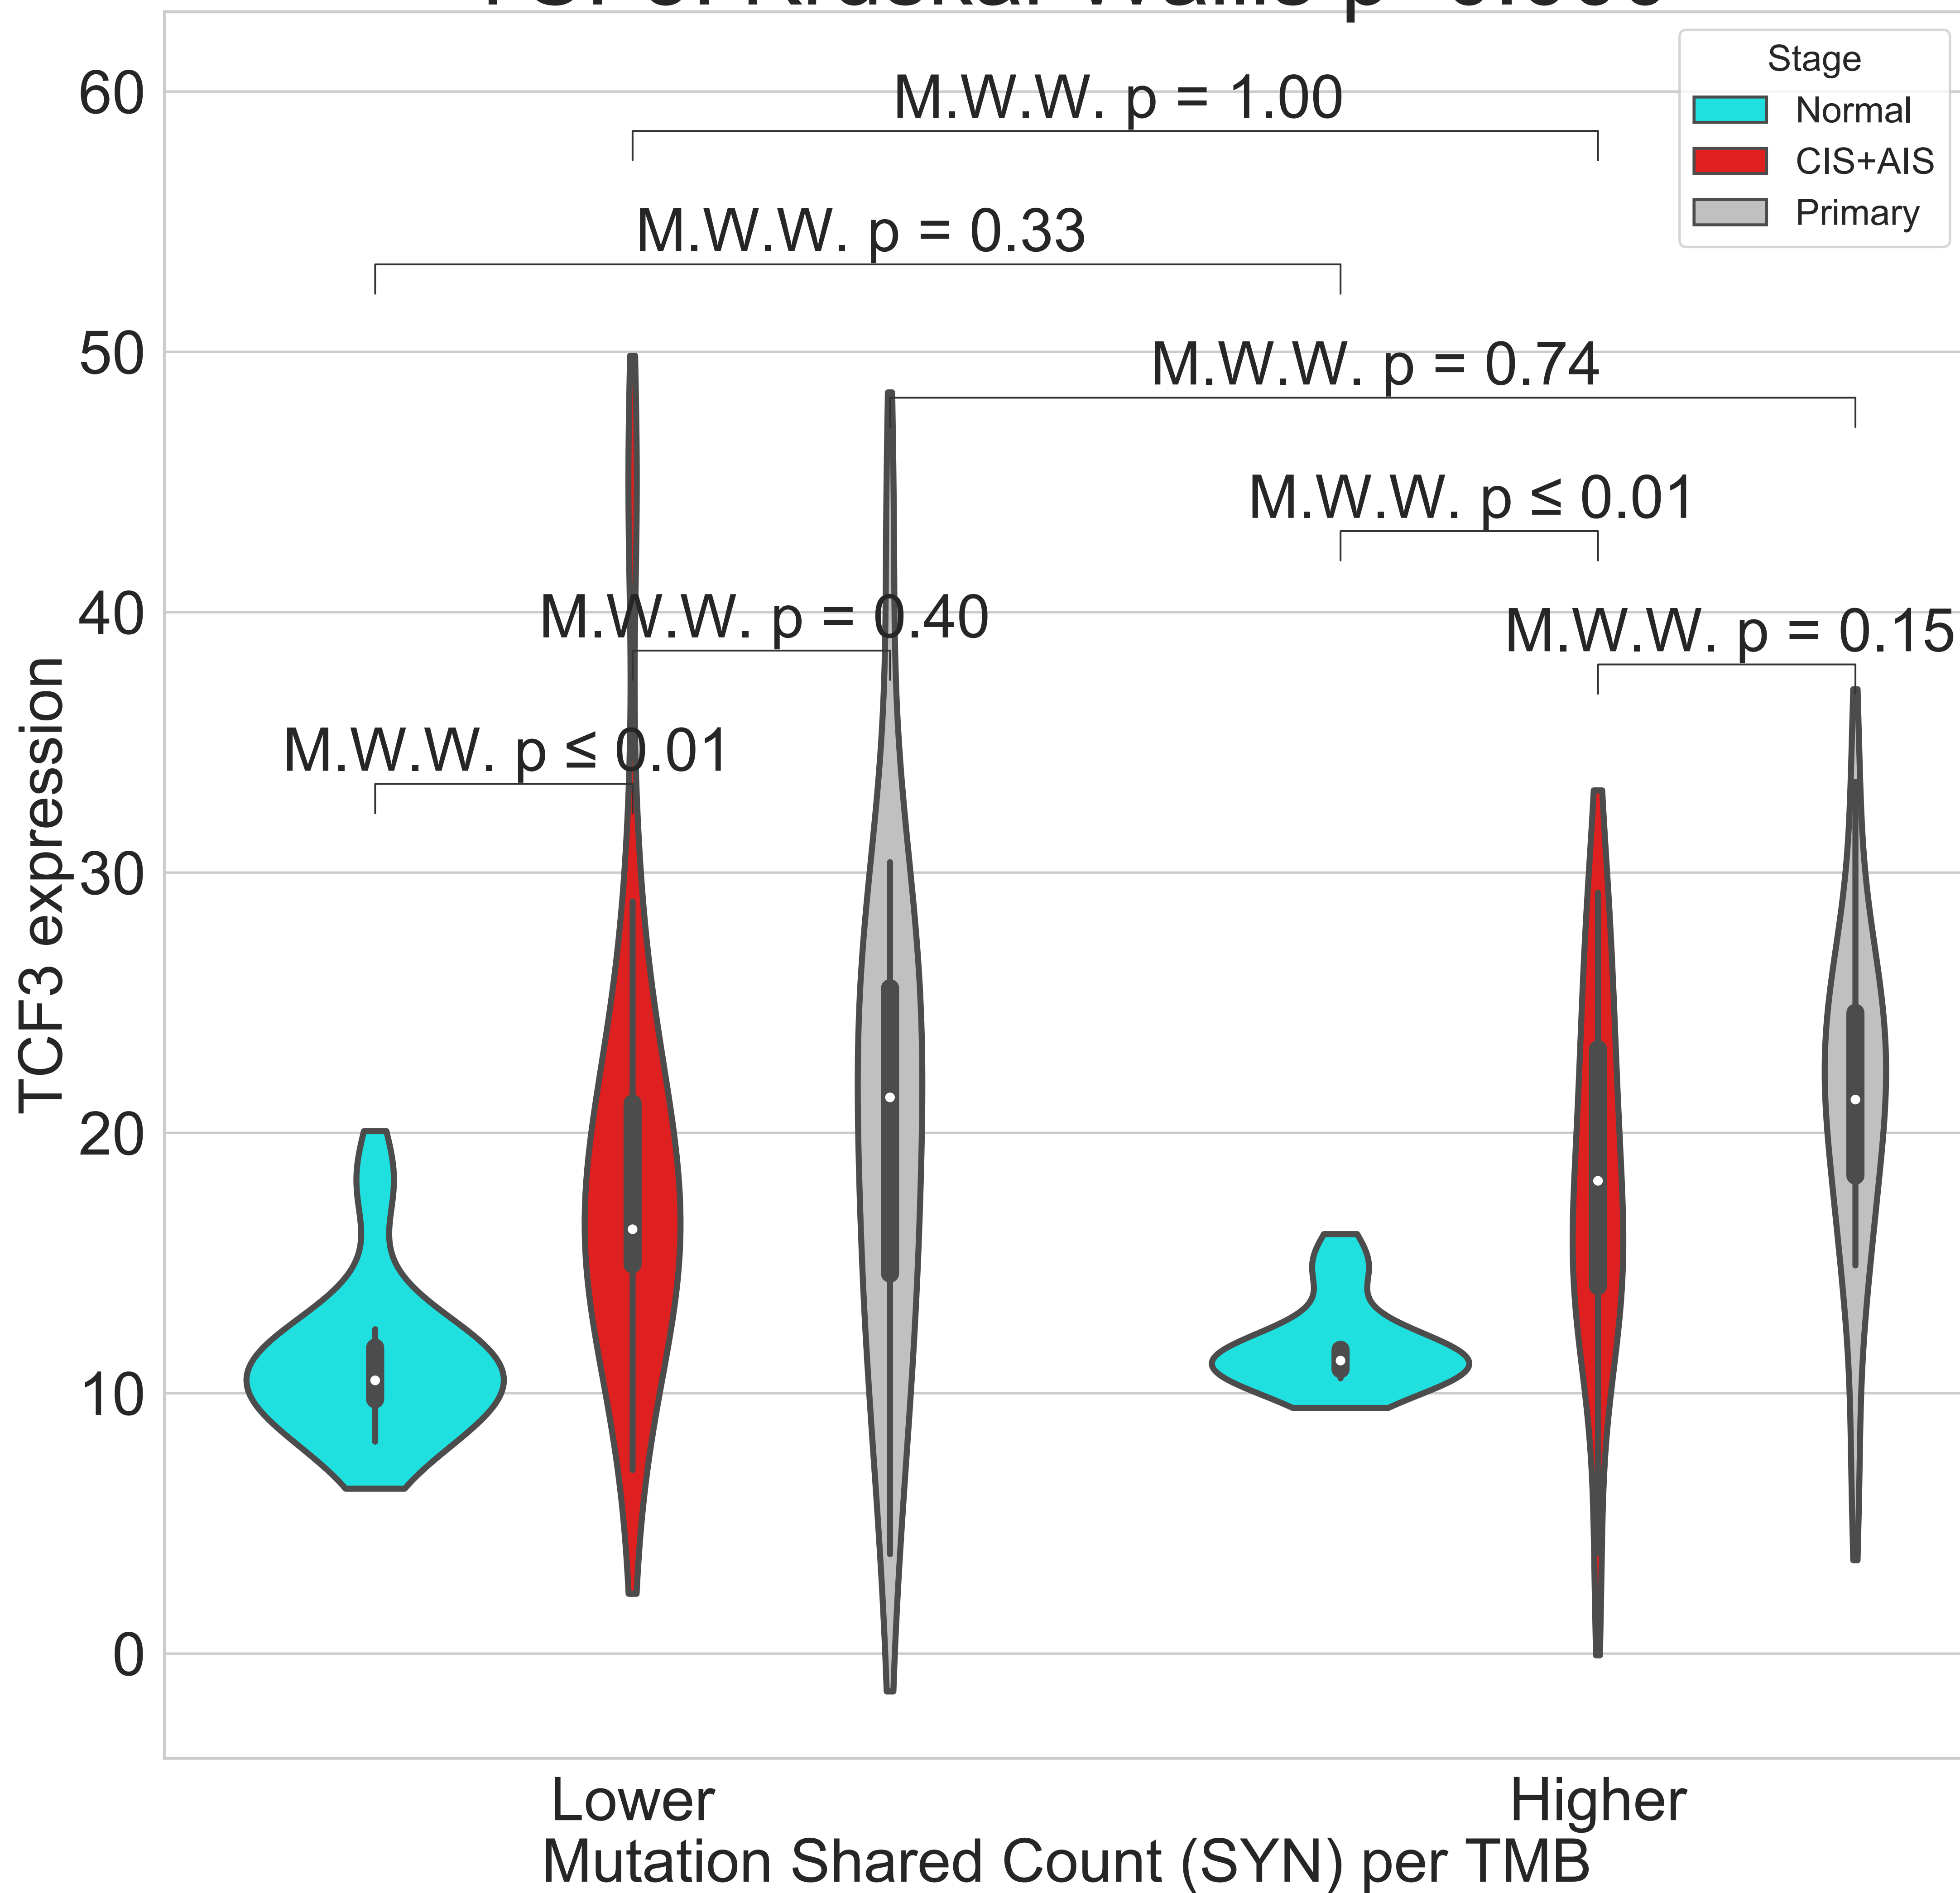 Stage
Normal
CIS+AIS
Primary
M.W.W. p = 1.00
M.W.W. p = 0.33
M.W.W. p = 0.74
M.W.W. p ≤ 0.01
M.W.W. p = 0.40
M.W.W. p = 0.15
M.W.W. p ≤ 0.01
60
50
40
30
20
10
0
TCF3 expression
Lower
Higher
Mutation Shared Count (SYN) per TMB